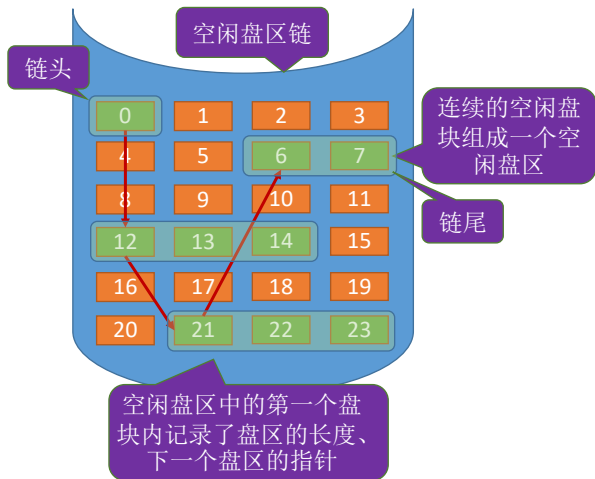 空闲盘区链
链头
0 1 2 3
连续的空闲盘
块组成一个空
闲盘区
4 5 6 7
8 9 10 11
链尾
12 13 14 15
16 17 18 19
20 21 22 23
空闲盘区中的第一个盘
块内记录了盘区的长度、
下一个盘区的指针